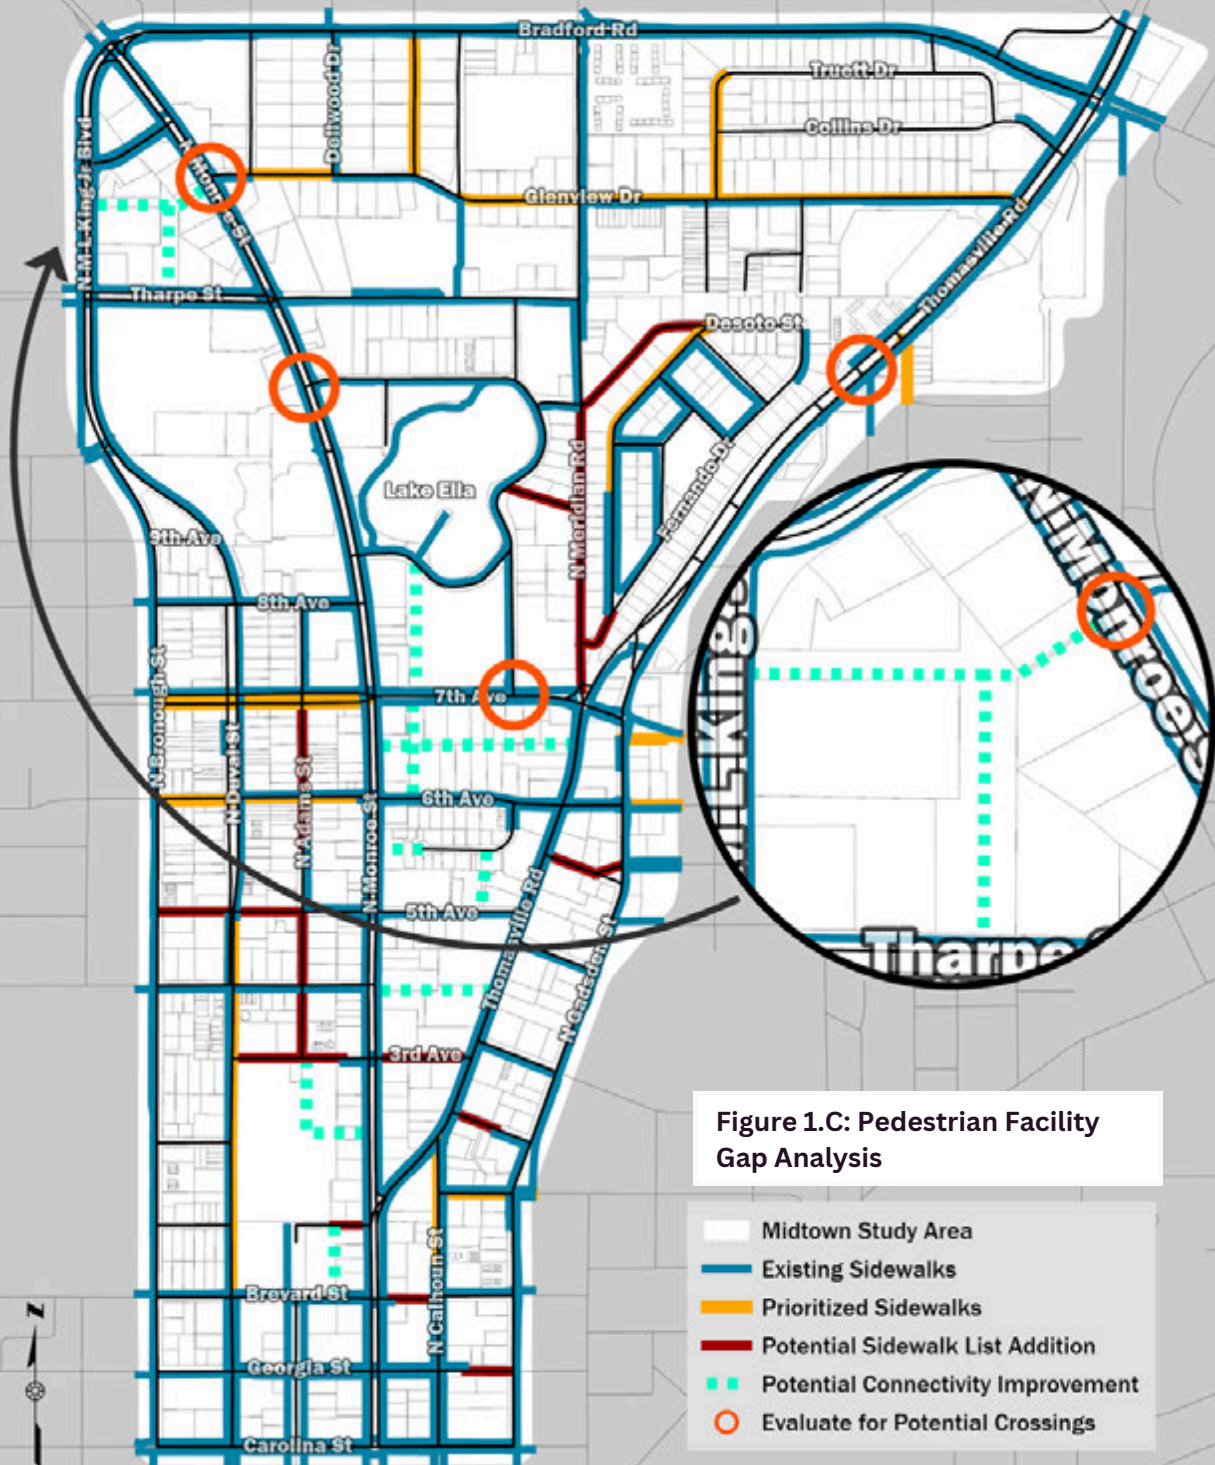 Bradford Rd
Truett Dr
Dellwood Dr
Collins Dr
N M L King Jr Blvd
N Monroe St
Glenview Dr
Thomasville Rd
Tharpe St
Desoto St
N Meridian Rd
Fernando Dr
Lake Ella
9th Ave
8th Ave
N Bronough St
7th Ave
N Duval St
N Adams St
6th Ave
N Monroe St
5th Ave
Thomasville Rd
N Gadsden St
3rd Ave
N Calhoun St
Brevard St
Georgia St
Carolina St
N Monroe S
Tharpe
Figure 1.C: Pedestrian Facility
Gap Analysis
Midtown Study Area
Existing Sidewalks
Prioritized Sidewalks
Potential Sidewalk List Addition
Potential Connectivity Improvement
Evaluate for Potential Crossings
N